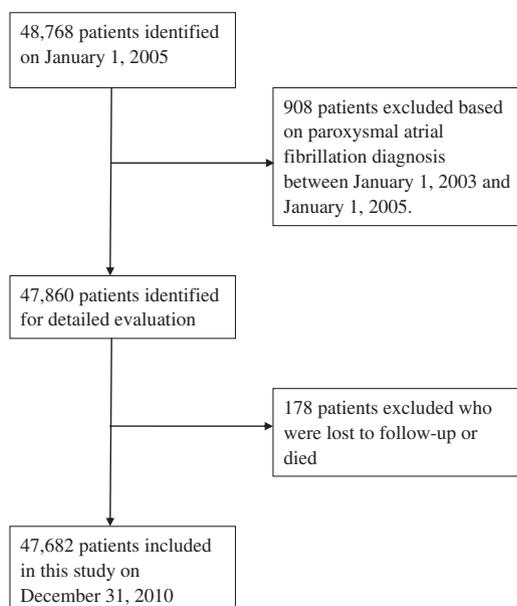 48,768 patients identified
on January 1, 2005
908 patients excluded based
on paroxysmal atrial
fibrillation diagnosis
between January 1, 2003 and
January 1, 2005.
47,860 patients identified
for detailed evaluation
178 patients excluded who
were lost to follow-up or
died
47,682 patients included
in this study on
December 31, 2010